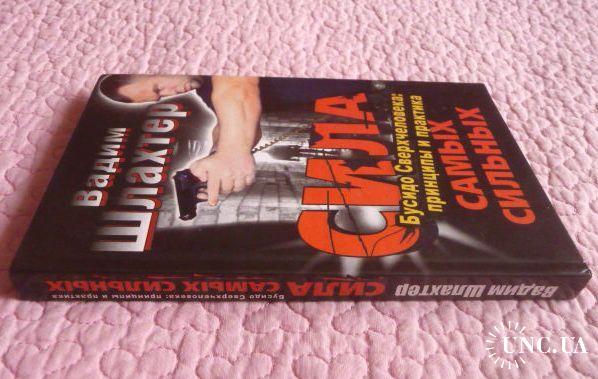 Вадим
Шлахтер
СИЛА
Бусидо Сверхчеловека:
принципы и практика
САМЫХ
СИЛЬНЫХ
Вадим Шлахтер
СИЛА САМЫХ СИЛЬНЫХ
Бусидо Сверхчеловека: принципы и практика
UNC.UA